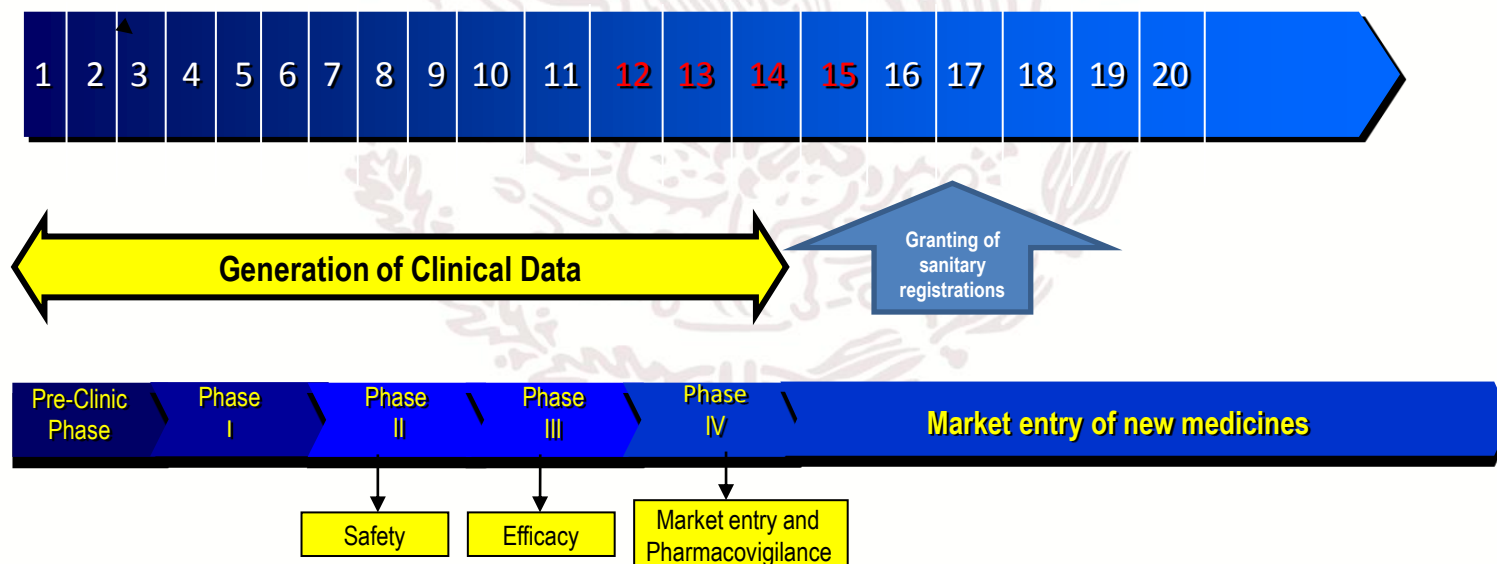 1 2 3 4 5 6 7 8 9 10 11 12 13 14 15 16 17 18 19 20
Generation of Clinical Data
Granting of
sanitary
registrations
Pre-Clinic
Phase
Phase
I
Phase
II
Phase
III
Phase
IV
Market entry of new medicines
Safety
Efficacy
Market entry and
Pharmacovigilance